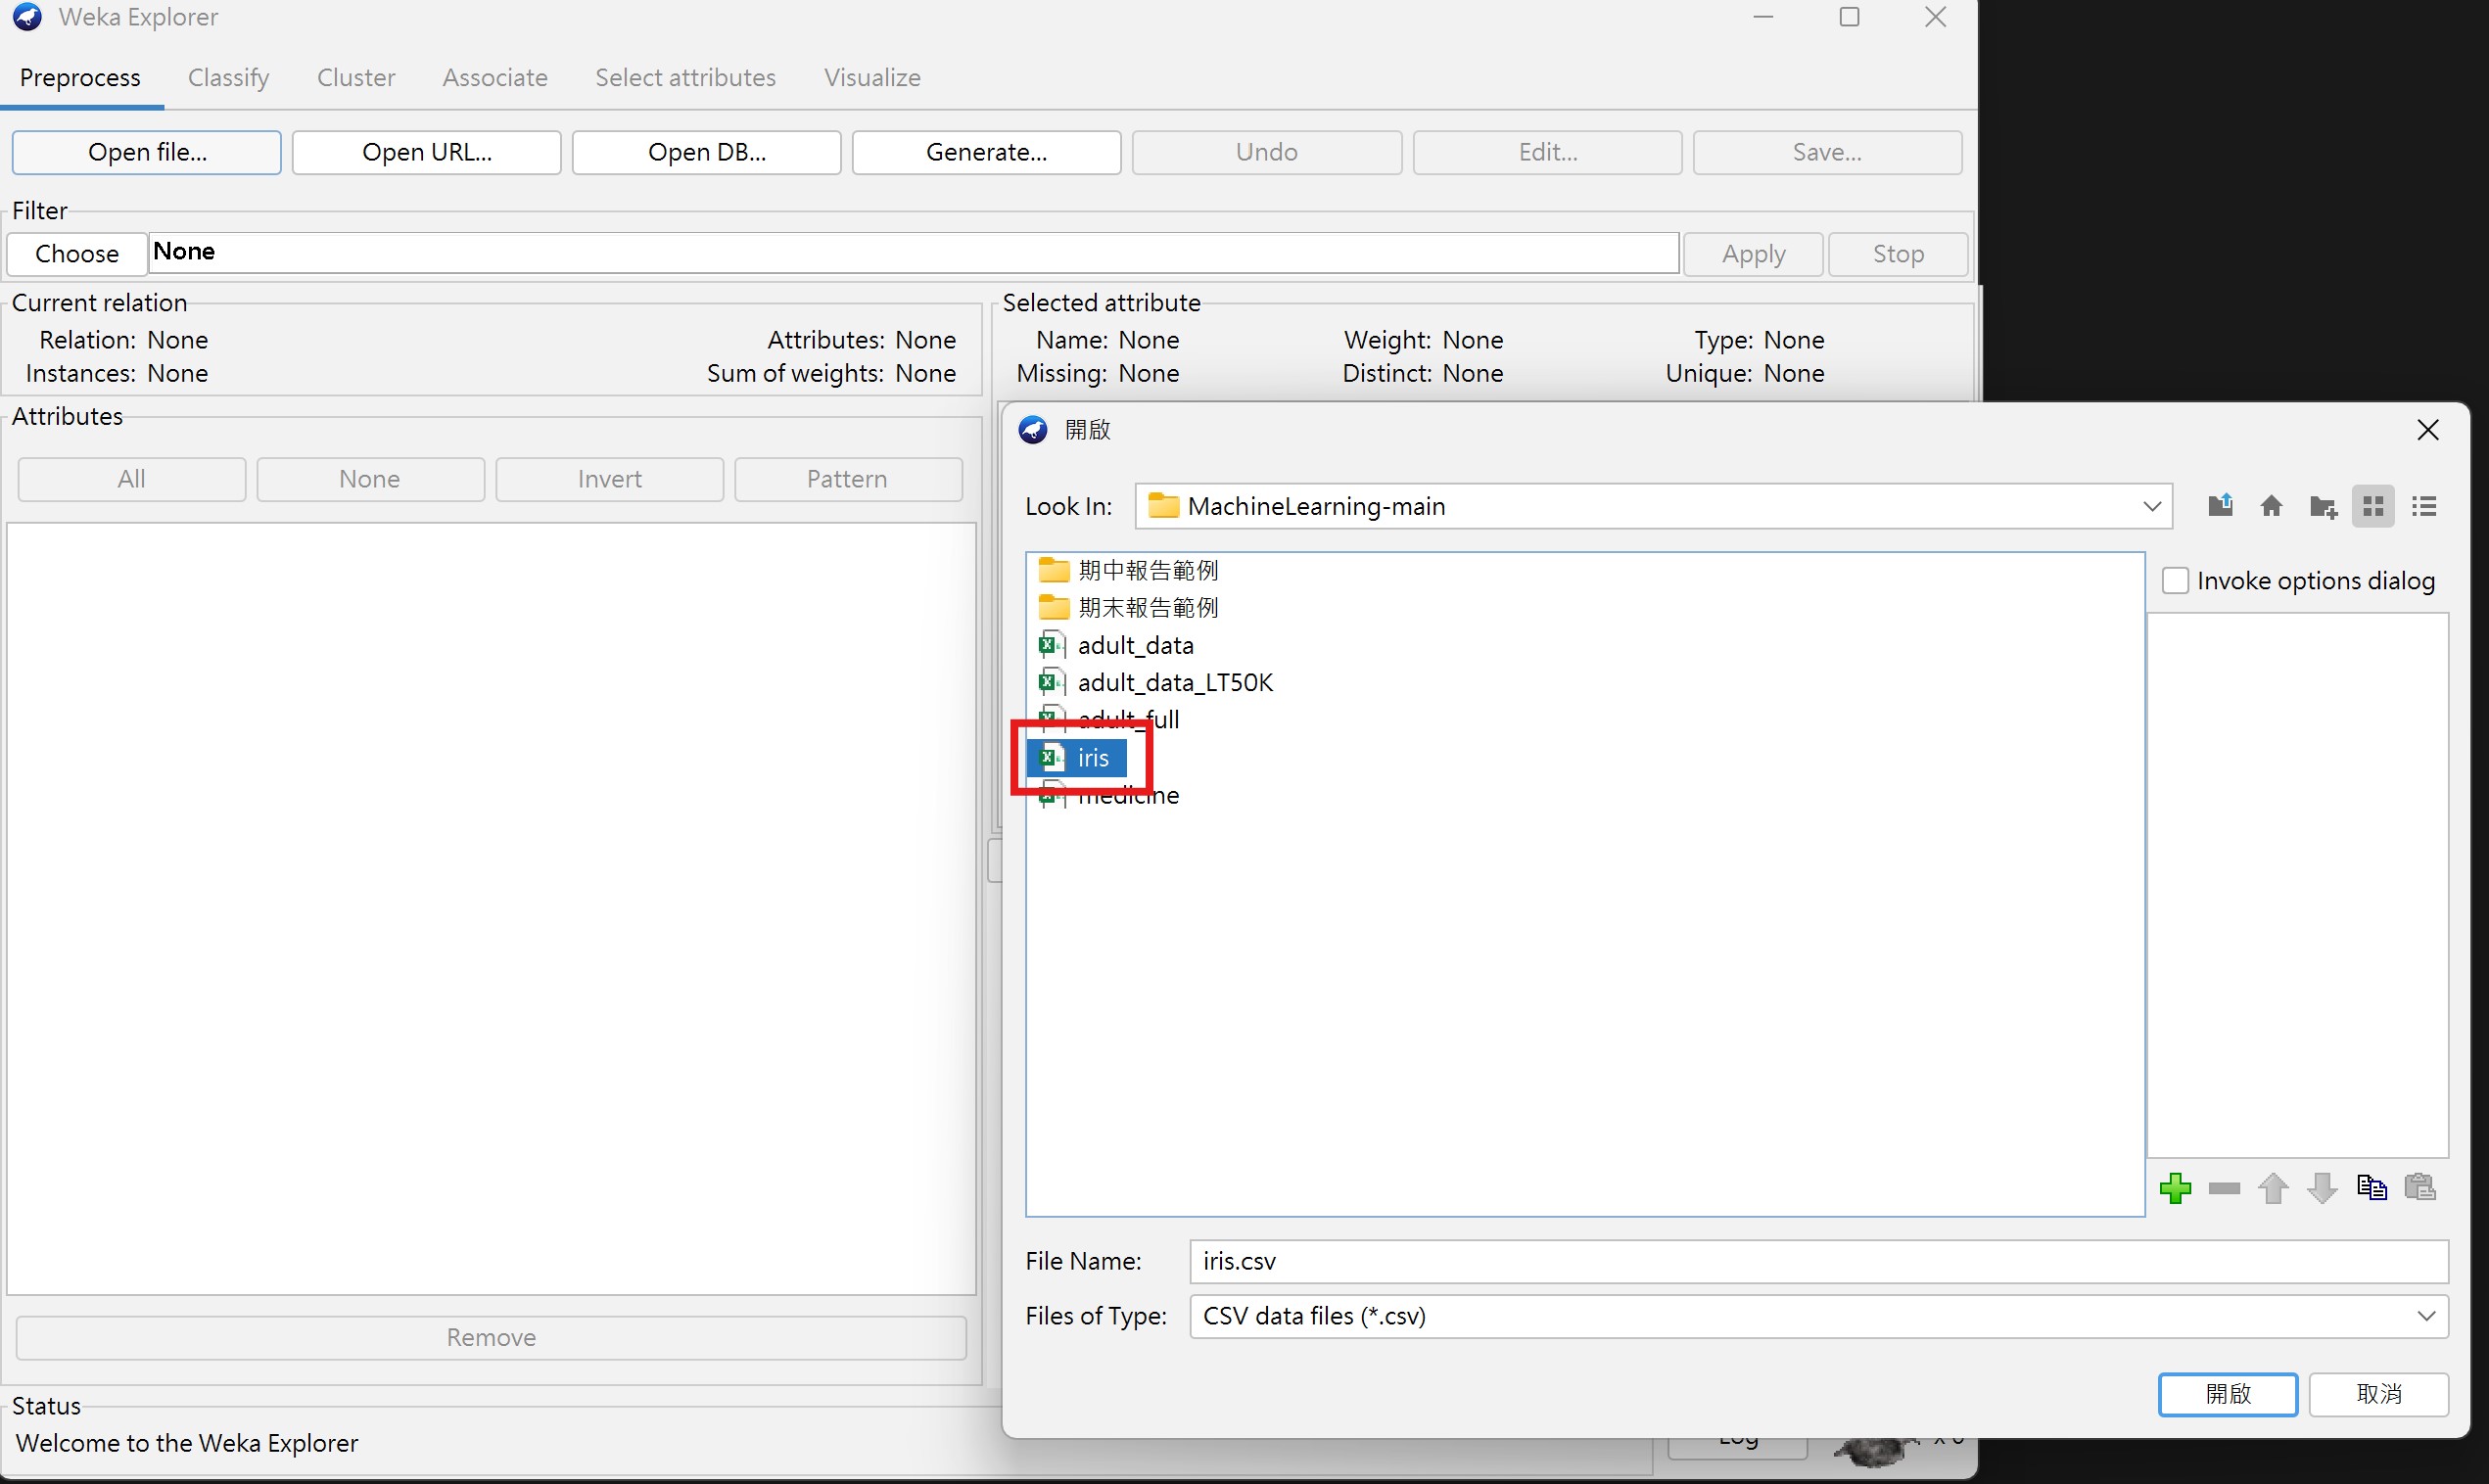 Weka Explorer
Preprocess Classify Cluster Associate Select attributes Visualize
Open file... Open URL... Open DB... Generate... Undo Edit... Save...
Filter
Choose None Apply Stop
Current relation
Relation: None Attributes: None
Instances: None Sum of weights: None
Selected attribute
Name: None Weight: None Type: None
Missing: None Distinct: None Unique: None
Attributes
All None Invert Pattern
Remove
Status
Welcome to the Weka Explorer
Log x 0
開啟
Look In: MachineLearning-main
期中報告範例
期末報告範例
adult_data
adult_data_LT50K
adult_full
iris
medicine
Invoke options dialog
File Name: iris.csv
Files of Type: CSV data files (*.csv)
開啟 取消